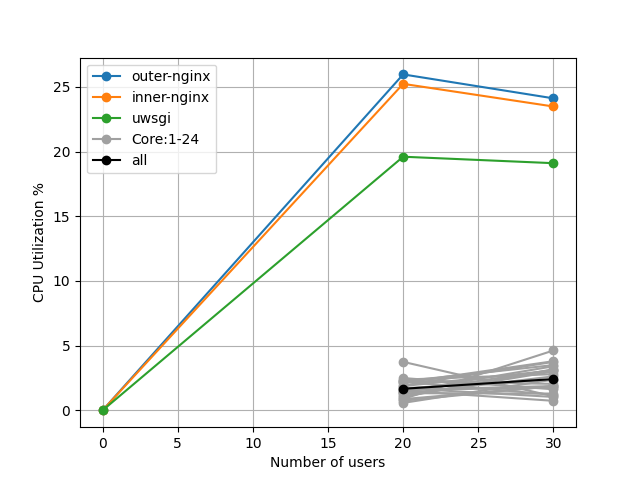 outer-nginx
inner-nginx
uwsgi
Core:1-24
all
CPU Utilization %
25
20
15
10
5
0
0 5 10 15 20 25 30
Number of users